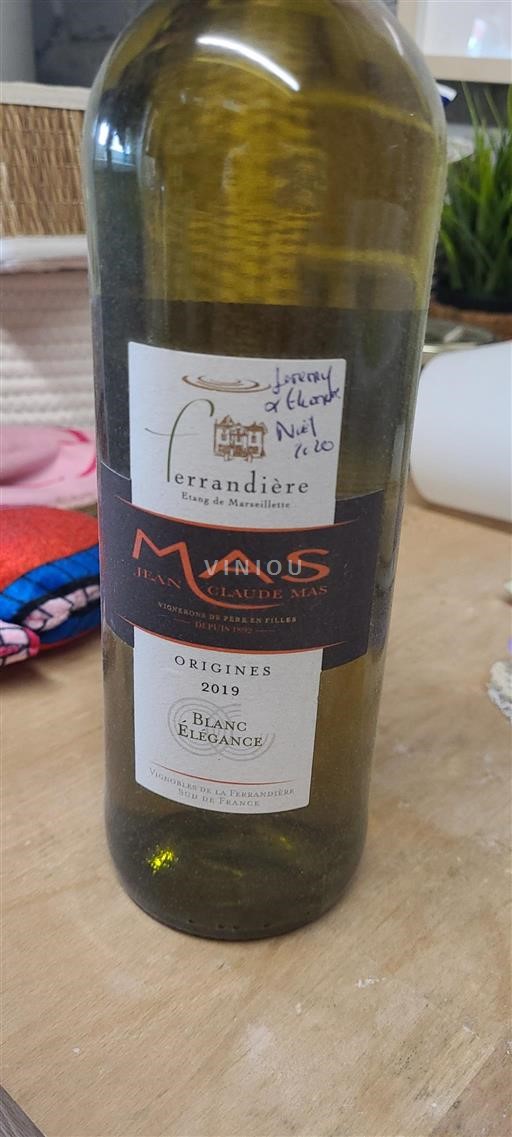 Jeremy
Noël
2020
ferrandière
Etang de Marseillette
MAS
VINIOU
JEAN CLAUDE MAS
VIGNERONS DE PÈRE EN FILLES
DEPUIS 1892
ORIGINES
2019
BLANC
ÉLÉGANCE
VIGNOBLES DE LA FERRANDIÈRE
SUD DE FRANCE